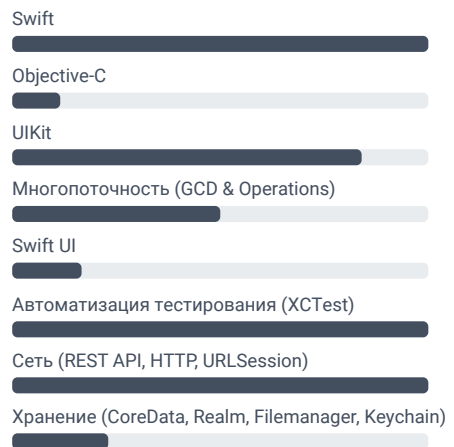 Swift
Objective-C
UIKit
Многопоточность (GCD & Operations)
Swift UI
Автоматизация тестирования (XCTest)
Сеть (REST API, HTTP, URLSession)
Хранение (CoreData, Realm, Filemanager, Keychain)